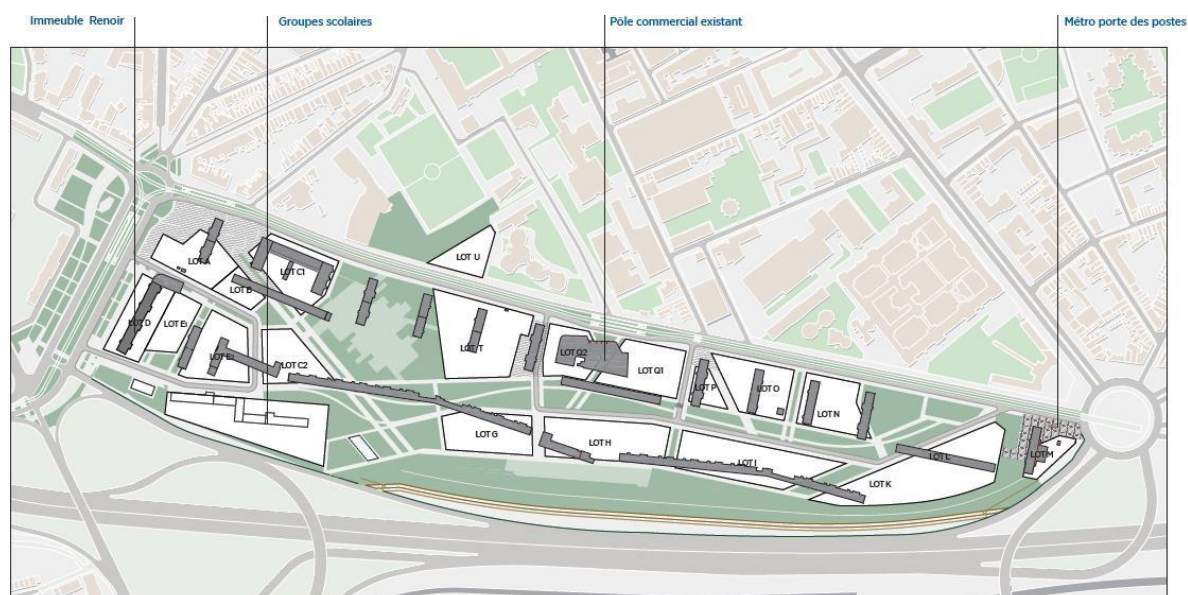 Immeuble Renoir
Groupes scolaires
Pôle commercial existant
Métro porte des postes
LOT U
LOT A
LOT C1
LOT B
LOT D
LOT E3
LOT E1
LOT C2
LOT T
LOT Q2
LOT Q1
LOT P
LOT O
LOT N
LOT G
LOT H
LOT I
LOT L
LOT M
LOT K